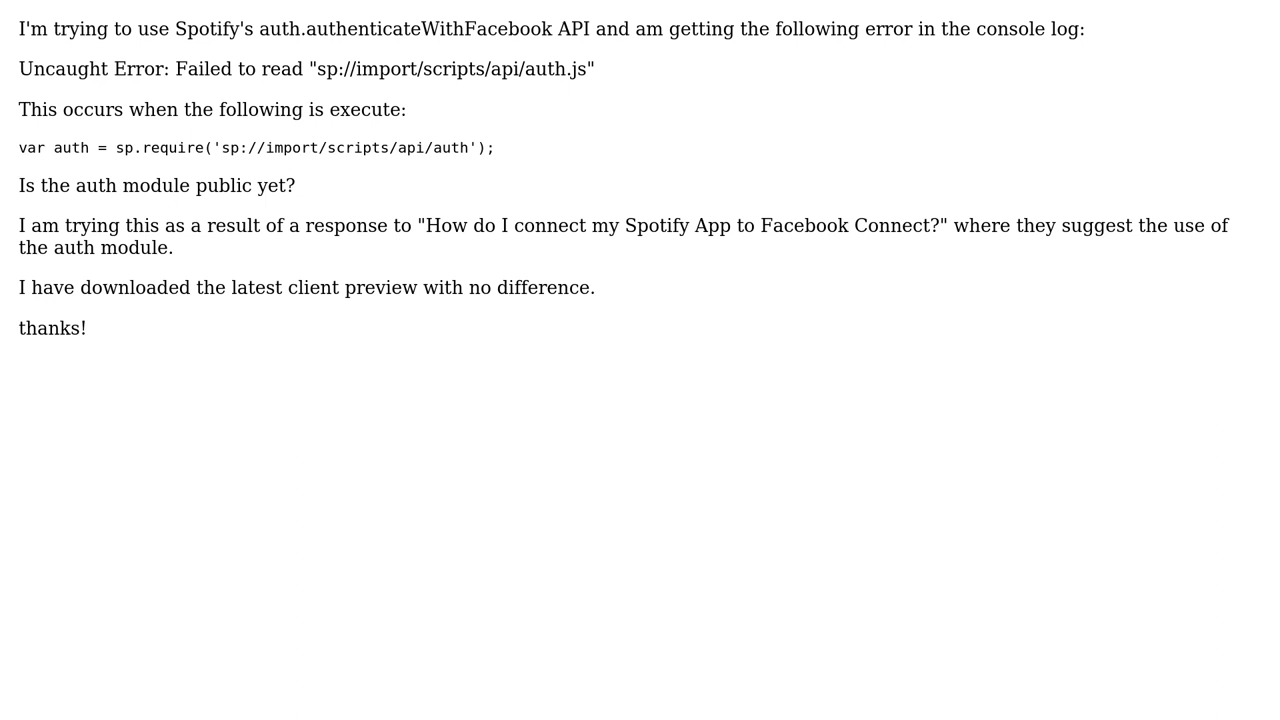 I'm trying to use Spotify's auth.authenticateWithFacebook API and am getting the following error in the console log:
Uncaught Error: Failed to read "sp://import/scripts/api/auth.js"
This occurs when the following is execute:
var auth = sp.require('sp://import/scripts/api/auth');
Is the auth module public yet?
I am trying this as a result of a response to "How do I connect my Spotify App to Facebook Connect?" where they suggest the use of
the auth module.
I have downloaded the latest client preview with no difference.
thanks!